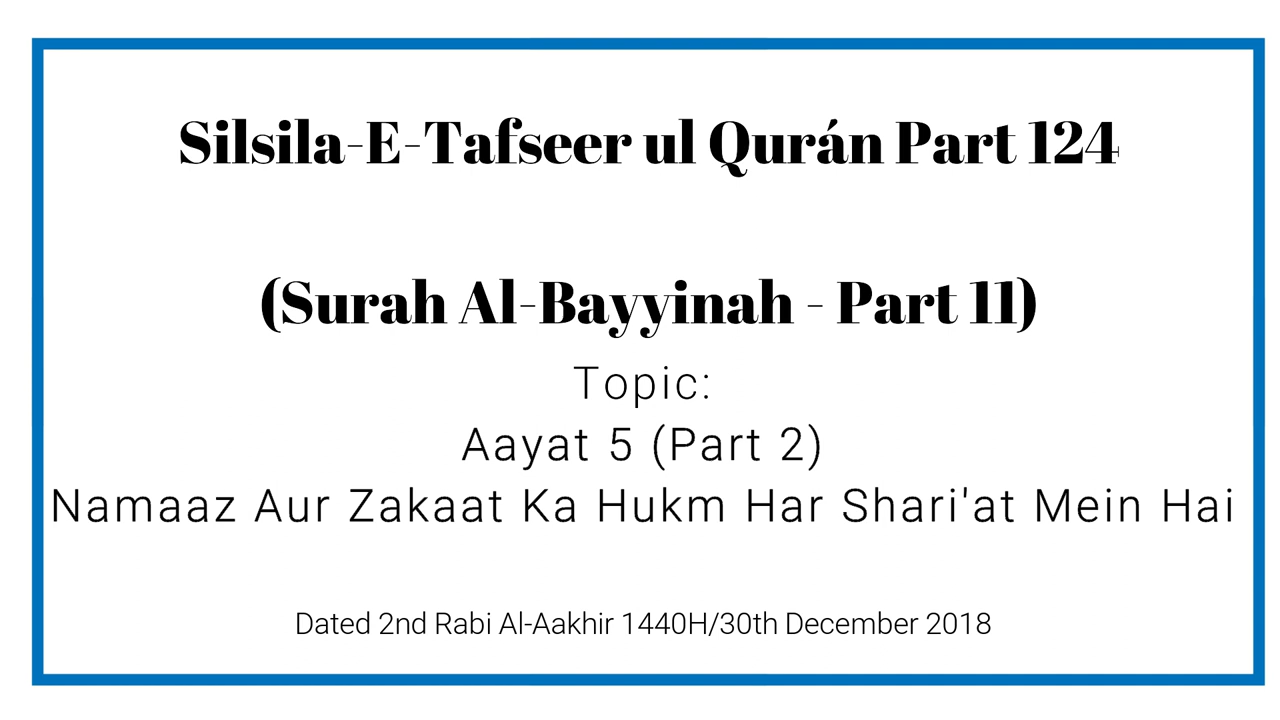 Silsila-E-Tafseer ul Qurán Part 124
(Surah Al-Bayyinah - Part 11)
Topic:
Aayat 5 (Part 2)
Namaaz Aur Zakaat Ka Hukm Har Shari'at Mein Hai
Dated 2nd Rabi Al-Aakhir 1440H/30th December 2018